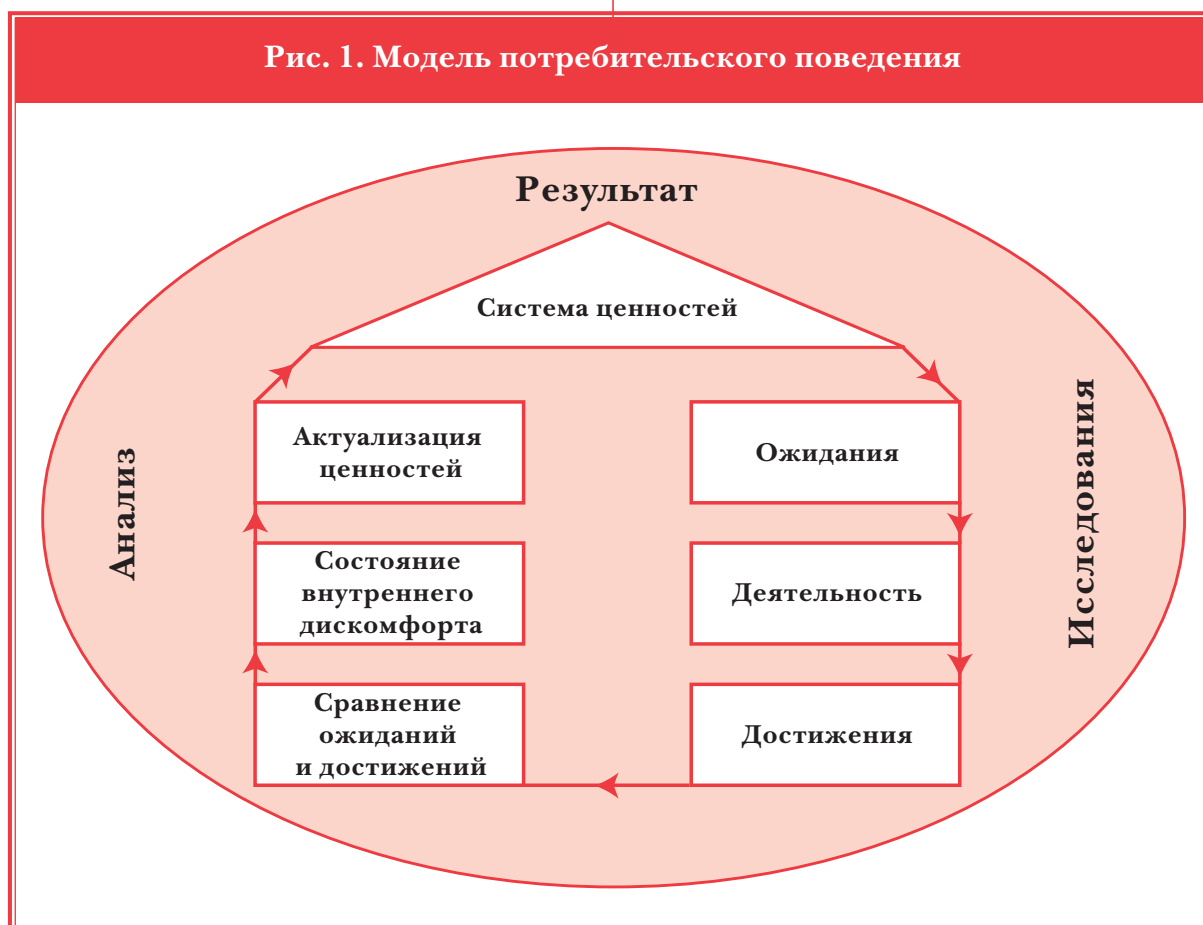 Рис. 1. Модель потребительского поведения
Результат
Система ценностей
Анализ
Актуализация
ценностей
Ожидания
Исследования
Состояние
внутреннего
дискомфорта
Деятельность
Сравнение
ожиданий
и достижений
Достижения